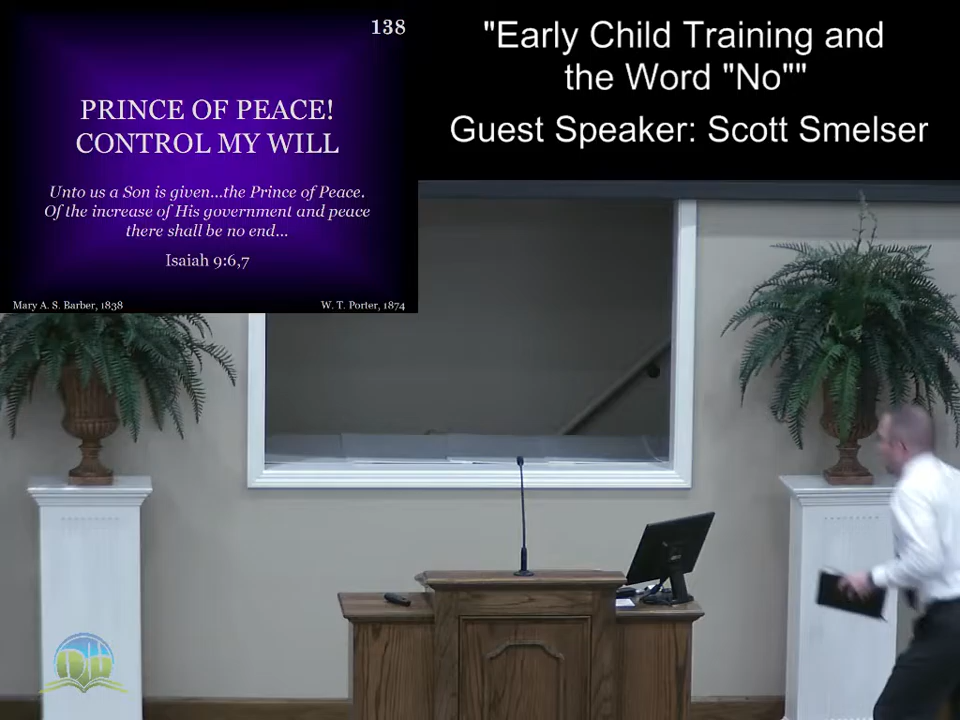 138
PRINCE OF PEACE!
CONTROL MY WILL
Unto us a Son is given...the Prince of Peace.
Of the increase of His government and peace
there shall be no end...
Isaiah 9:6,7
Mary A. S. Barber, 1838
W. T. Porter, 1874
"Early Child Training and
the Word "No""
Guest Speaker: Scott Smelser